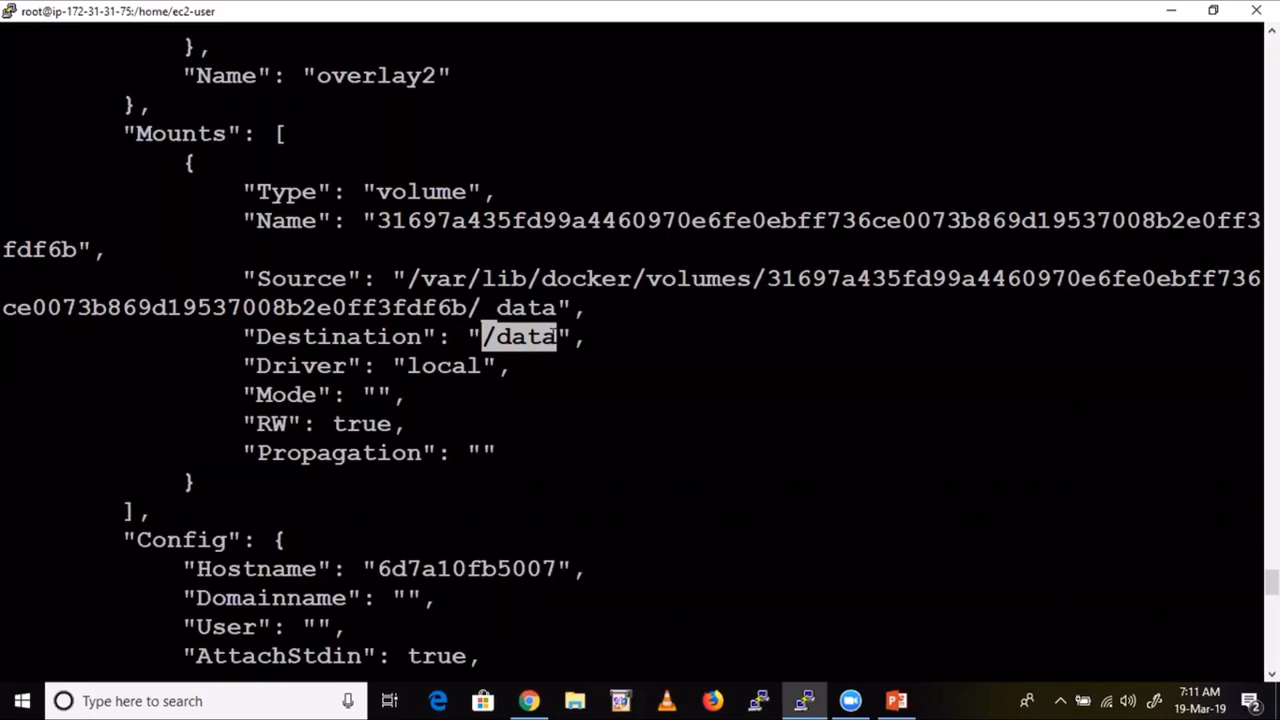 root@ip-172-31-31-75:/home/ec2-user
},
"Name": "overlay2"
},
"Mounts": [
{
"Type": "volume",
"Name": "31697a435fd99a4460970e6fe0ebff736ce0073b869d19537008b2e0ff3
fdf6b",
"Source": "/var/lib/docker/volumes/31697a435fd99a4460970e6fe0ebff736
ce0073b869d19537008b2e0ff3fdf6b/_data",
"Destination": "/data",
"Driver": "local",
"Mode": "",
"RW": true,
"Propagation": ""
}
],
"Config": {
"Hostname": "6d7a10fb5007",
"Domainname": "",
"User": "",
"AttachStdin": true,
Type here to search
7:11 AM
19-Mar-19
2